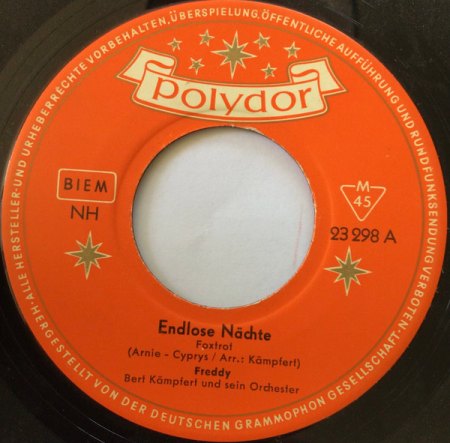 polydor
BIEM
NH
M
45
23 298 A
Endlose Nächte
Foxtrot
(Arnie - Cyprys / Arr.: Kämpfert)
Freddy
Bert Kämpfert und sein Orchester
ALLE HERSTELLER-UND URHEBERRECHTE VORBEHALTEN, ÜBERSPIELUNG, ÖFFENTLICHE AUFFÜHRUNG UND RUNDFUNKSENDUNG VERBOTEN·
HERGESTELLT VON DER DEUTSCHEN GRAMMOPHON GESELLSCHAFT·